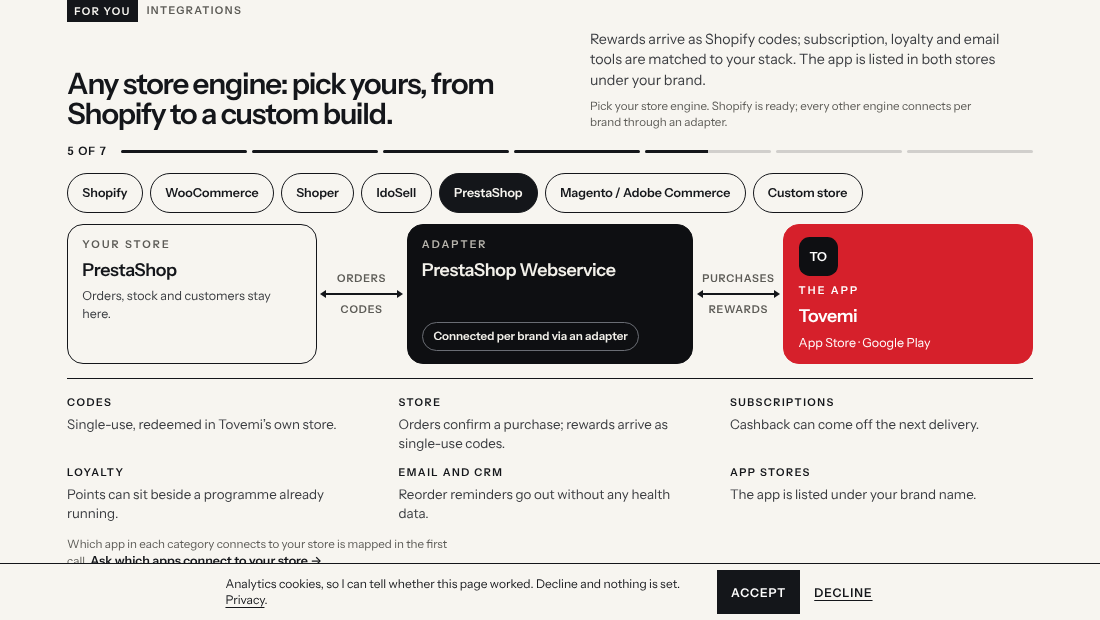 FOR YOU INTEGRATIONS
Any store engine: pick yours, from
Shopify to a custom build.
Rewards arrive as Shopify codes; subscription, loyalty and email
tools are matched to your stack. The app is listed in both stores
under your brand.
Pick your store engine. Shopify is ready; every other engine connects per
brand through an adapter.
5 OF 7
Shopify WooCommerce Shoper IdoSell PrestaShop Magento / Adobe Commerce Custom store
YOUR STORE
PrestaShop
Orders, stock and customers stay
here.
ORDERS
CODES
ADAPTER
PrestaShop Webservice
Connected per brand via an adapter
PURCHASES
REWARDS
TO
THE APP
Tovemi
App Store · Google Play
CODES
Single-use, redeemed in Tovemi's own store.
STORE
Orders confirm a purchase; rewards arrive as
single-use codes.
SUBSCRIPTIONS
Cashback can come off the next delivery.
LOYALTY
Points can sit beside a programme already
running.
EMAIL AND CRM
Reorder reminders go out without any health
data.
APP STORES
The app is listed under your brand name.
Which app in each category connects to your store is mapped in the first
call. Ask which apps connect to your store →
Analytics cookies, so I can tell whether this page worked. Decline and nothing is set.
Privacy.
ACCEPT DECLINE